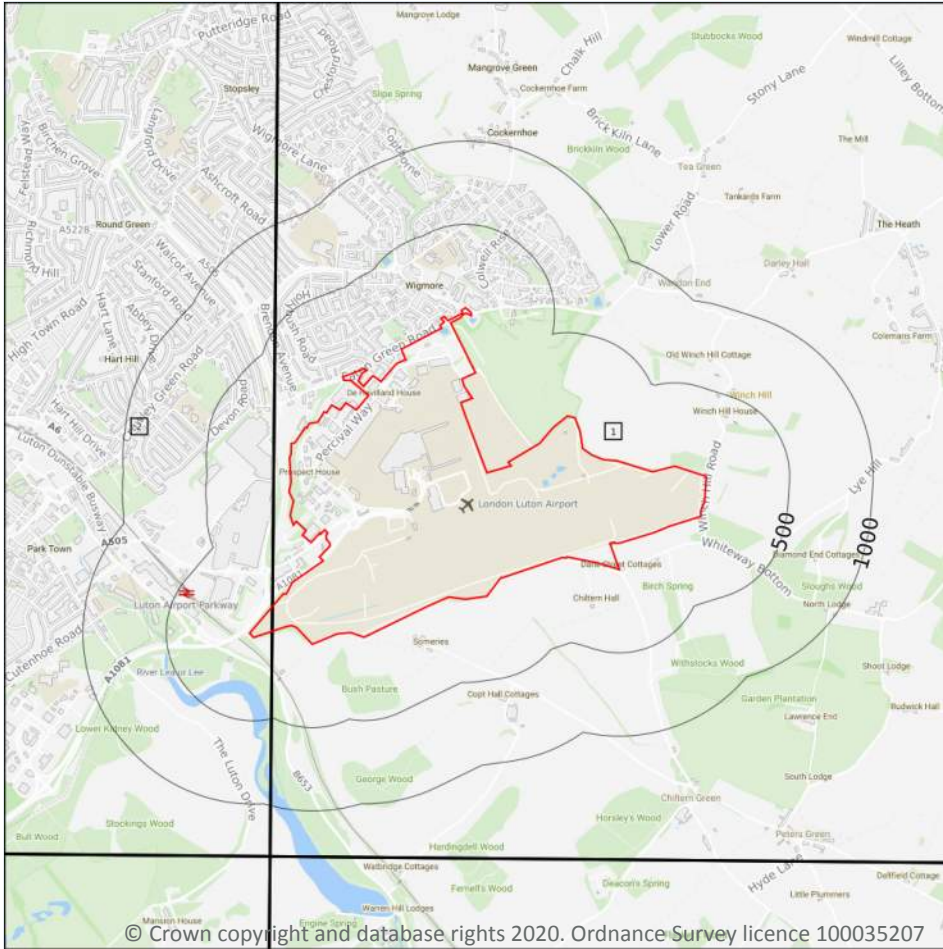 Mangrove Lodge
Putteridge Road
Stubbocks Wood
Windmill Cottage
Stopsley
Cresford Road
Chalk Hill
Mangrove Green
Lilley Bottom
Cockernhoe Farm
Stony Lane
Slipe Spring
Felstead Way
Birchen Grove
Langford Drive
Wigmore Lane
Copthorne
Cockernhoe
Brick Kiln Lane
The Mill
Brickkiln Wood
Tea Green
Ashcroft Road
Tankards Farm
Richmond Hill
A5228
Round Green
Lower Road
The Heath
Walcot Avenue
A505
Colwell Rise
Darley Hall
Stanford Road
Wigmore
Wandon End
High Town Road
Hart Lane
Abbey Drive
Green Road
Colemans Farm
Hart Hill
Old Winch Hill Cottage
Devon Road
De Havilland House
Winch Hill
Winch Hill House
A6
Hart Hill Drive
2
Percival Way
1
Luton Dunstable Busway
Prospect House
Winch Hill Road
Lye Hill
London Luton Airport
500
1000
A505
Park Town
Whiteway Bottom
Diamond End Cottages
A1081
Dane Street Cottages
Luton Airport Parkway
Birch Spring
Sloughs Wood
Chiltern Hall
North Lodge
Cutenhoe Road
Someries
A1081
River Lea
Withstocks Wood
Shoot Lodge
Bush Pasture
Copt Hall Cottages
Garden Plantation
Rudwick Hall
Lower Kidney Wood
Lawrence End
The Luton Drive
B653
George Wood
South Lodge
Chiltern Green
Stockings Wood
Horsley's Wood
Bull Wood
Peters Green
Hardingdell Wood
Watbridge Cottages
Hyde Lane
Deltfield Cottage
Fernell's Wood
Deacon's Spring
Little Plummers
Warren Hill Lodges
Mansion House
Engine Spring
© Crown copyright and database rights 2020. Ordnance Survey licence 100035207